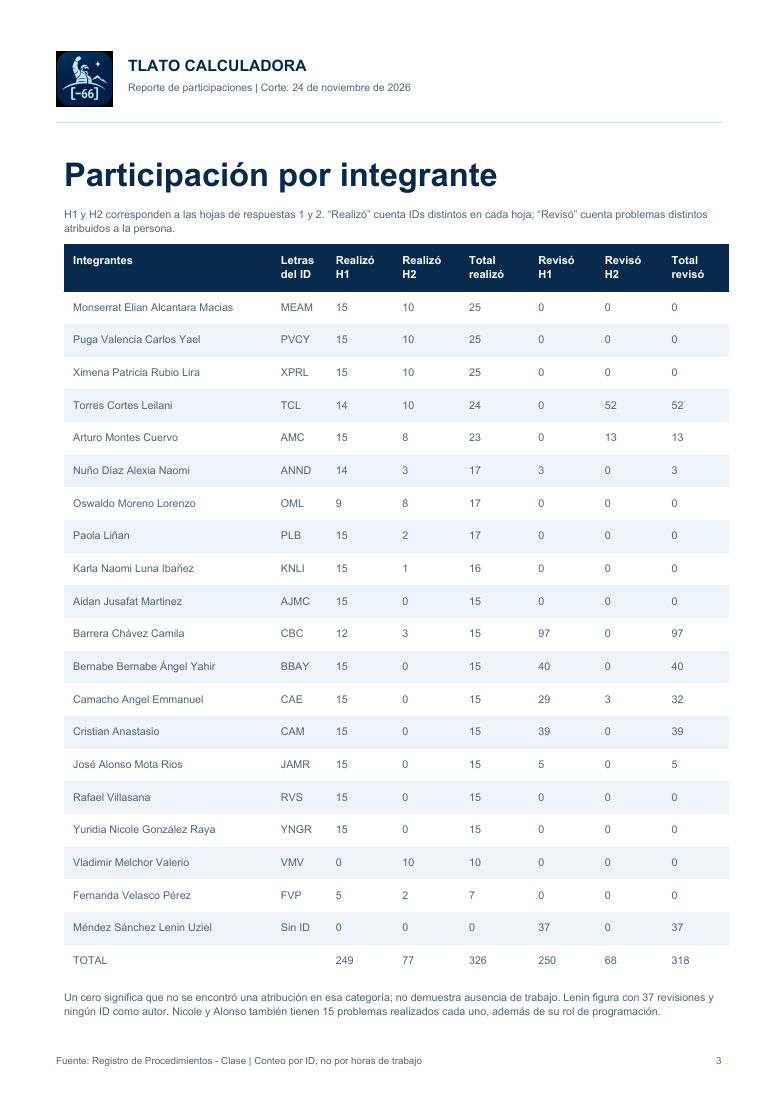 [-66]
TLATO CALCULADORA
Reporte de participaciones | Corte: 24 de noviembre de 2026
Participación por integrante
H1 y H2 corresponden a las hojas de respuestas 1 y 2. “Realizó” cuenta IDs distintos en cada hoja; “Revisó” cuenta problemas distintos
atribuidos a la persona.
Integrantes Letras del ID Realizó H1 Realizó H2 Total realizó Revisó H1 Revisó H2 Total revisó
Monserrat Elian Alcantara Macias MEAM 15 10 25 0 0 0
Puga Valencia Carlos Yael PVCY 15 10 25 0 0 0
Ximena Patricia Rubio Lira XPRL 15 10 25 0 0 0
Torres Cortes Leilani TCL 14 10 24 0 52 52
Arturo Montes Cuervo AMC 15 8 23 0 13 13
Nuño Díaz Alexia Naomi ANND 14 3 17 3 0 3
Oswaldo Moreno Lorenzo OML 9 8 17 0 0 0
Paola Liñan PLB 15 2 17 0 0 0
Karla Naomi Luna Ibañez KNLI 15 1 16 0 0 0
Aidan Jusafat Martinez AJMC 15 0 15 0 0 0
Barrera Chávez Camila CBC 12 3 15 97 0 97
Bernabe Bernabe Ángel Yahir BBAY 15 0 15 40 0 40
Camacho Angel Emmanuel CAE 15 0 15 29 3 32
Cristian Anastasio CAM 15 0 15 39 0 39
José Alonso Mota Rios JAMR 15 0 15 5 0 5
Rafael Villasana RVS 15 0 15 0 0 0
Yuridia Nicole González Raya YNGR 15 0 15 0 0 0
Vladimir Melchor Valerio VMV 0 10 10 0 0 0
Fernanda Velasco Pérez FVP 5 2 7 0 0 0
Méndez Sánchez Lenin Uziel Sin ID 0 0 0 37 0 37
TOTAL 249 77 326 250 68 318
Un cero significa que no se encontró una atribución en esa categoría; no demuestra ausencia de trabajo. Lenin figura con 37 revisiones y
ningún ID como autor. Nicole y Alonso también tienen 15 problemas realizados cada uno, además de su rol de programación.
Fuente: Registro de Procedimientos - Clase | Conteo por ID, no por horas de trabajo 3